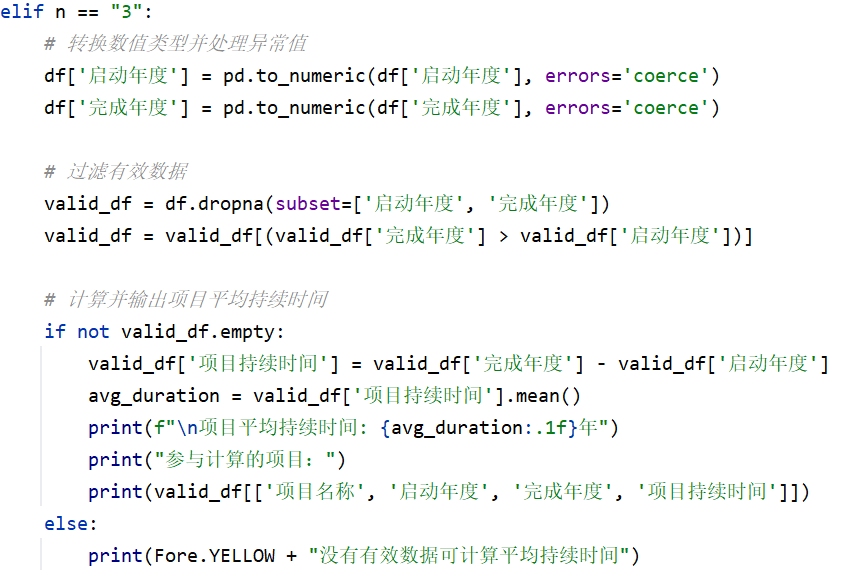 elif n == "3":
    # 转换数值类型并处理异常值
    df['启动年度'] = pd.to_numeric(df['启动年度'], errors='coerce')
    df['完成年度'] = pd.to_numeric(df['完成年度'], errors='coerce')

    # 过滤有效数据
    valid_df = df.dropna(subset=['启动年度', '完成年度'])
    valid_df = valid_df[(valid_df['完成年度'] > valid_df['启动年度'])]

    # 计算并输出项目平均持续时间
    if not valid_df.empty:
        valid_df['项目持续时间'] = valid_df['完成年度'] - valid_df['启动年度']
        avg_duration = valid_df['项目持续时间'].mean()
        print(f"\n项目平均持续时间: {avg_duration:.1f}年")
        print("参与计算的项目：")
        print(valid_df[['项目名称', '启动年度', '完成年度', '项目持续时间']])
    else:
        print(Fore.YELLOW + "没有有效数据可计算平均持续时间")